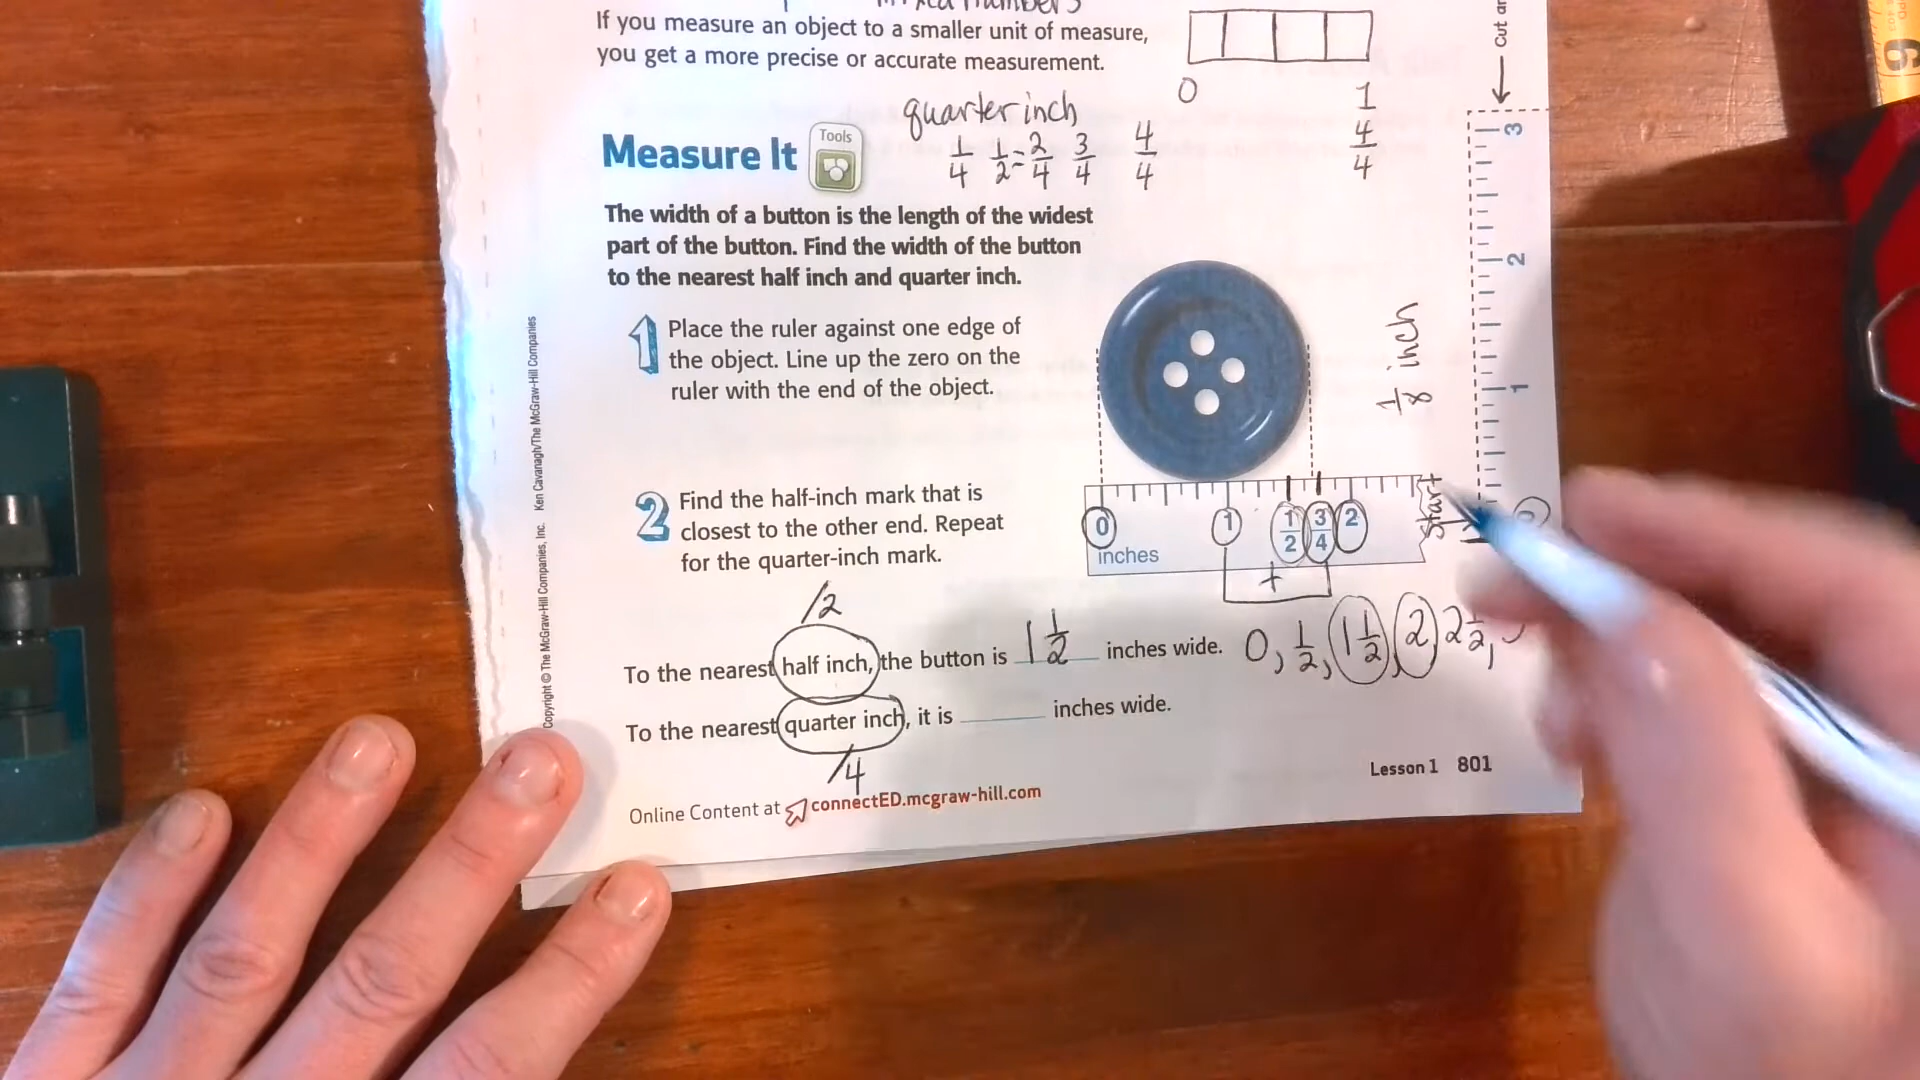 mixed numbers
If you measure an object to a smaller unit of measure,
you get a more precise or accurate measurement.
0 1
4/4
quarter inch
1/4 1/2 = 2/4 3/4 4/4
Measure It
Tools
The width of a button is the length of the widest
part of the button. Find the width of the button
to the nearest half inch and quarter inch.
1 Place the ruler against one edge of
the object. Line up the zero on the
ruler with the end of the object.
2 Find the half-inch mark that is
closest to the other end. Repeat
for the quarter-inch mark.
0 1 1/2 3/4 2
inches
+
1/8 inch
Start
3
2
1
/2
To the nearest half inch, the button is 1 1/2 inches wide. 0, 1/2, 1 1/2, 2, 2 1/2,
To the nearest quarter inch, it is ____ inches wide.
/4
Lesson 1 801
Online Content at connectED.mcgraw-hill.com
Copyright © The McGraw-Hill Companies, Inc. Ken Cavanagh/The McGraw-Hill Companies
Cut
9